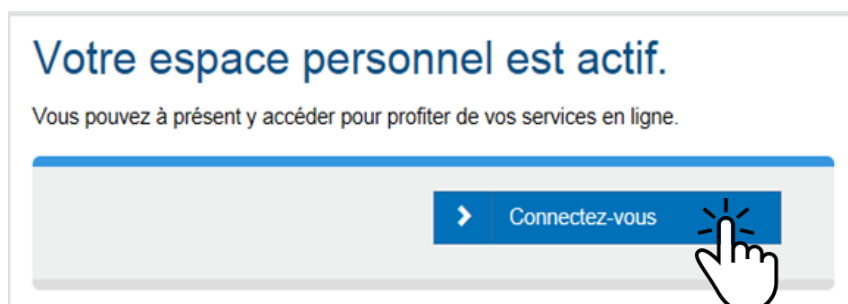 Votre espace personnel est actif.
Vous pouvez à présent y accéder pour profiter de vos services en ligne.
Connectez-vous